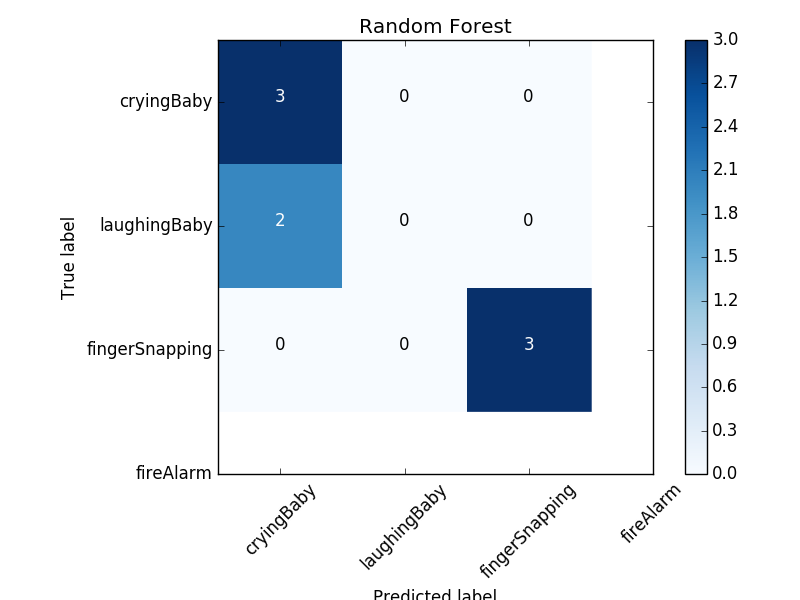 Random Forest
True label
cryingBaby 3 0 0
laughingBaby 2 0 0
fingerSnapping 0 0 3
fireAlarm
cryingBaby laughingBaby fingerSnapping fireAlarm
Predicted label
3.0
2.7
2.4
2.1
1.8
1.5
1.2
0.9
0.6
0.3
0.0